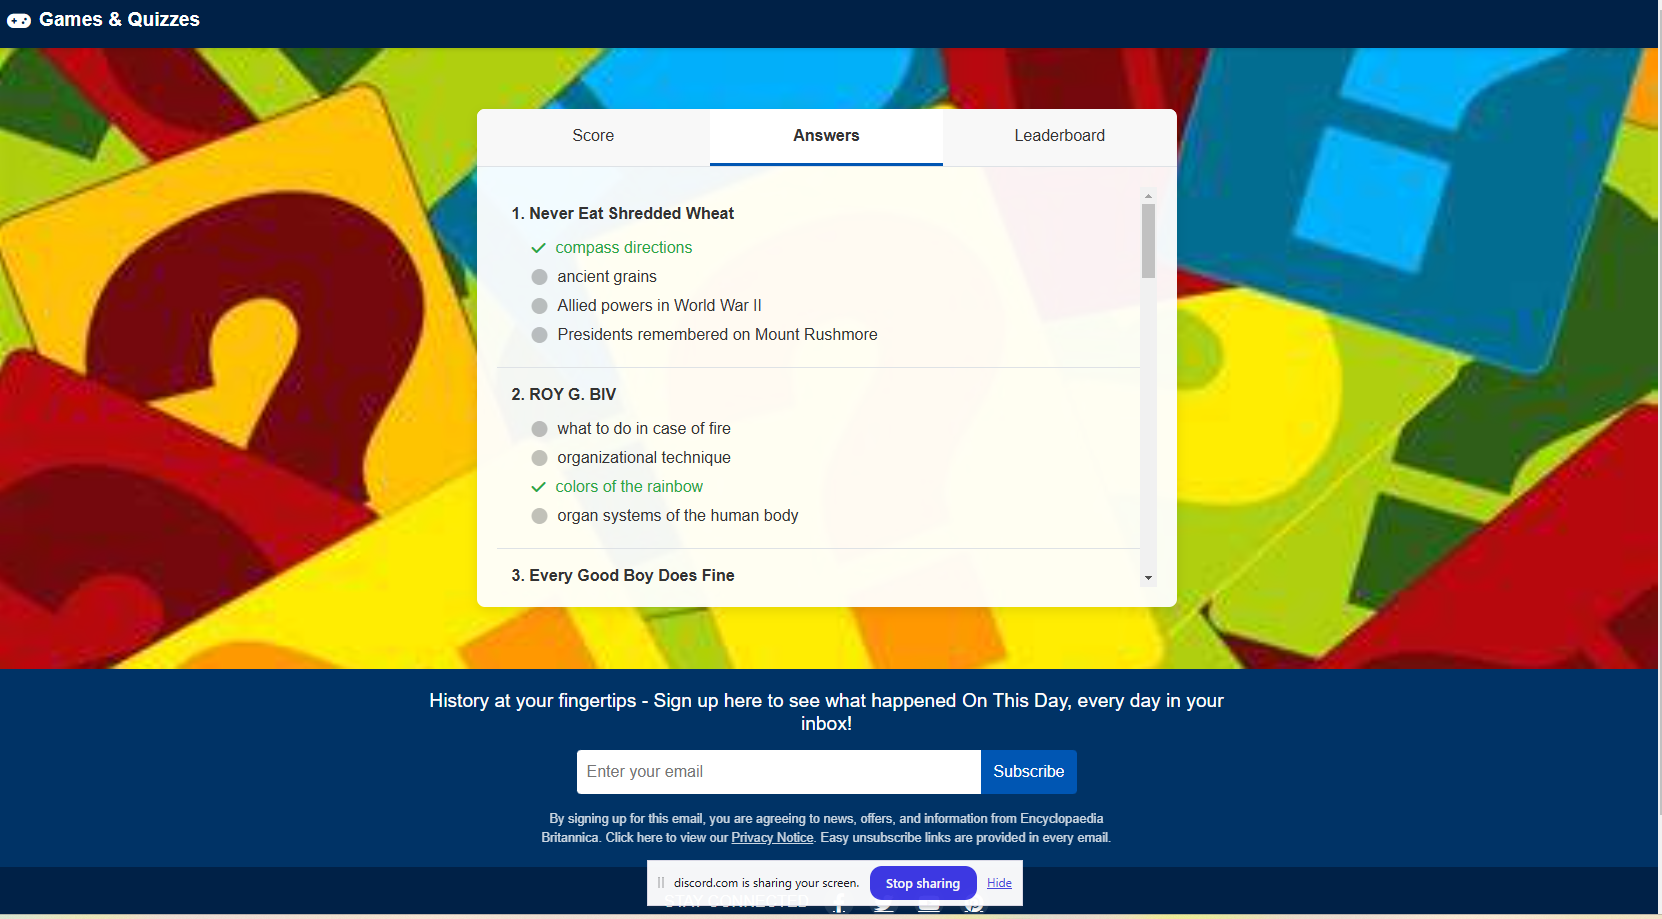 Games & Quizzes
Score
Answers
Leaderboard
1. Never Eat Shredded Wheat
compass directions
ancient grains
Allied powers in World War II
Presidents remembered on Mount Rushmore
2. ROY G. BIV
what to do in case of fire
organizational technique
colors of the rainbow
organ systems of the human body
3. Every Good Boy Does Fine
History at your fingertips - Sign up here to see what happened On This Day, every day in your
inbox!
Enter your email
Subscribe
By signing up for this email, you are agreeing to news, offers, and information from Encyclopaedia
Britannica. Click here to view our Privacy Notice. Easy unsubscribe links are provided in every email.
discord.com is sharing your screen.
Stop sharing
Hide
STAY CONNECTED